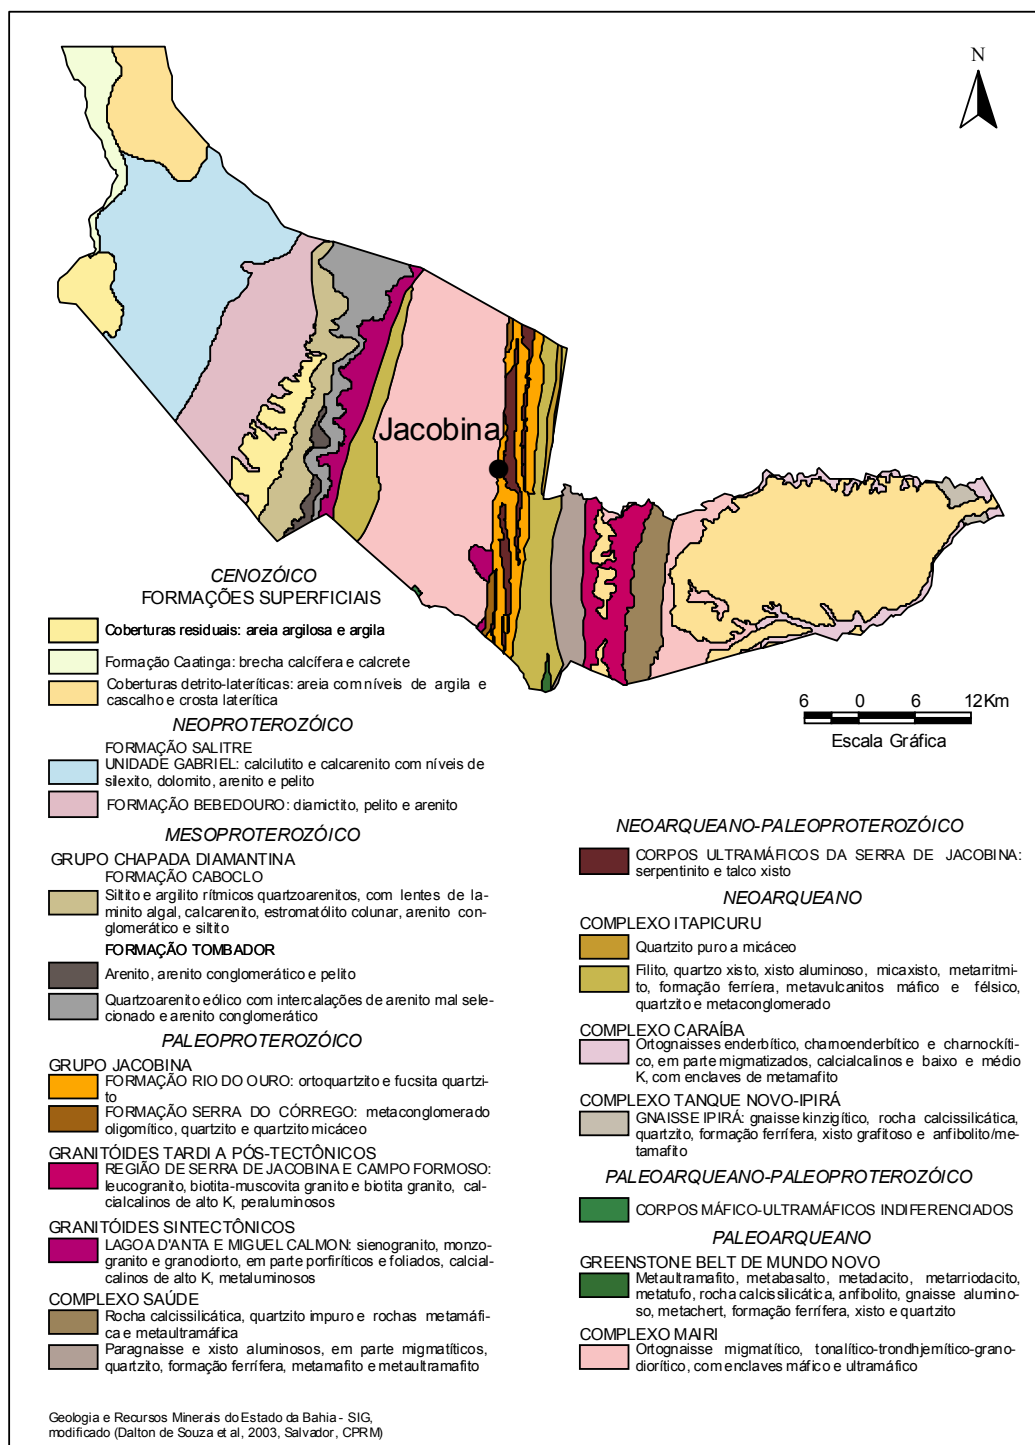 N
Jacobina
6 0 6 12Km
Escala Gráfica
CENOZÓICO
FORMAÇÕES SUPERFICIAIS
Coberturas residuais: areia argilosa e argila
Formação Caatinga: brecha calcífera e calcrete
Coberturas detrito-lateríticas: areia com níveis de argila e
cascalho e crosta laterítica
NEOPROTEROZÓICO
FORMAÇÃO SALITRE
UNIDADE GABRIEL: calcilutito e calcarenito com níveis de
silexito, dolomito, arenito e pelito
FORMAÇÃO BEBEDOURO: diamictito, pelito e arenito
MESOPROTEROZÓICO
GRUPO CHAPADA DIAMANTINA
FORMAÇÃO CABOCLO
Siltito e argilito rítmicos quartzoarenitos, com lentes de la-
minito algal, calcarenito, estromatólito colunar, arenito con-
glomerático e siltito
FORMAÇÃO TOMBADOR
Arenito, arenito conglomerático e pelito
Quartzoarenito eólico com intercalações de arenito mal sele-
cionado e arenito conglomerático
PALEOPROTEROZÓICO
GRUPO JACOBINA
FORMAÇÃO RIO DO OURO: ortoquartzito e fucsita quartzi-
to
FORMAÇÃO SERRA DO CÓRREGO: metaconglomerado
oligomítico, quartzito e quartzito micáceo
GRANITÓIDES TARDI A PÓS-TECTÔNICOS
REGIÃO DE SERRA DE JACOBINA E CAMPO FORMOSO:
leucogranito, biotita-muscovita granito e biotita granito, cal-
cialcalinos de alto K, peraluminosos
GRANITÓIDES SINTECTÔNICOS
LAGOA D'ANTA E MIGUEL CALMON: sienogranito, monzo-
granito e granodiorto, em parte porfiríticos e foliados, calcial-
calinos de alto K, metaluminosos
COMPLEXO SAÚDE
Rocha calcissilicática, quartzito impuro e rochas metamáfi-
ca e metaultramáfica
Paragnaisse e xisto aluminosos, em parte migmatíticos,
quartzito, formação ferrífera, metamafito e metaultramafito
NEOARQUEANO-PALEOPROTEROZÓICO
CORPOS ULTRAMÁFICOS DA SERRA DE JACOBINA:
serpentinito e talco xisto
NEOARQUEANO
COMPLEXO ITAPICURU
Quartzito puro a micáceo
Filito, quartzo xisto, xisto aluminoso, micaxisto, metarritmi-
to, formação ferríera, metavulcanitos máfico e félsico,
quartzito e metaconglomerado
COMPLEXO CARAÍBA
Ortognaisses enderbítico, charnoenderbítico e charnockíti-
co, em parte migmatizados, calcialcalinos e baixo e médio
K, com enclaves de metamafito
COMPLEXO TANQUE NOVO-IPIRÁ
GNAISSE IPIRÁ: gnaisse kinzigítico, rocha calcissilicática,
quartzito, formação ferrífera, xisto grafitoso e anfibolito/me-
tamafito
PALEOARQUEANO-PALEOPROTEROZÓICO
CORPOS MÁFICO-ULTRAMÁFICOS INDIFERENCIADOS
PALEOARQUEANO
GREENSTONE BELT DE MUNDO NOVO
Metaultramafito, metabasalto, metadacito, metarriodacito,
metatufo, rocha calcissilicática, anfibolito, gnaisse alumino-
so, metachert, formação ferrífera, xisto e quartzito
COMPLEXO MAIRI
Ortognaisse migmatítico, tonalítico-trondhjemítico-grano-
diorítico, com enclaves máfico e ultramáfico
Geologia e Recursos Minerais do Estado da Bahia - SIG,
modificado (Dalton de Souza et al, 2003, Salvador, CPRM)